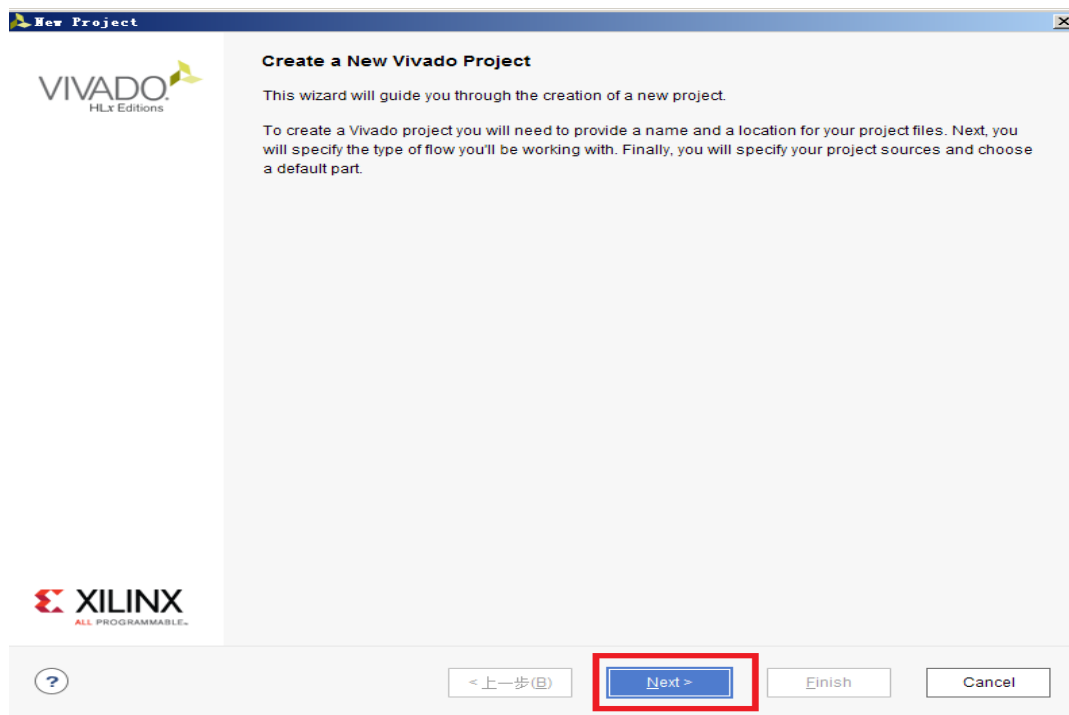 New Project
VIVADO.
HLx Editions
Create a New Vivado Project
This wizard will guide you through the creation of a new project.
To create a Vivado project you will need to provide a name and a location for your project files. Next, you
will specify the type of flow you'll be working with. Finally, you will specify your project sources and choose
a default part.
XILINX
ALL PROGRAMMABLE™
?
<上一步(B)
Next >
Finish
Cancel